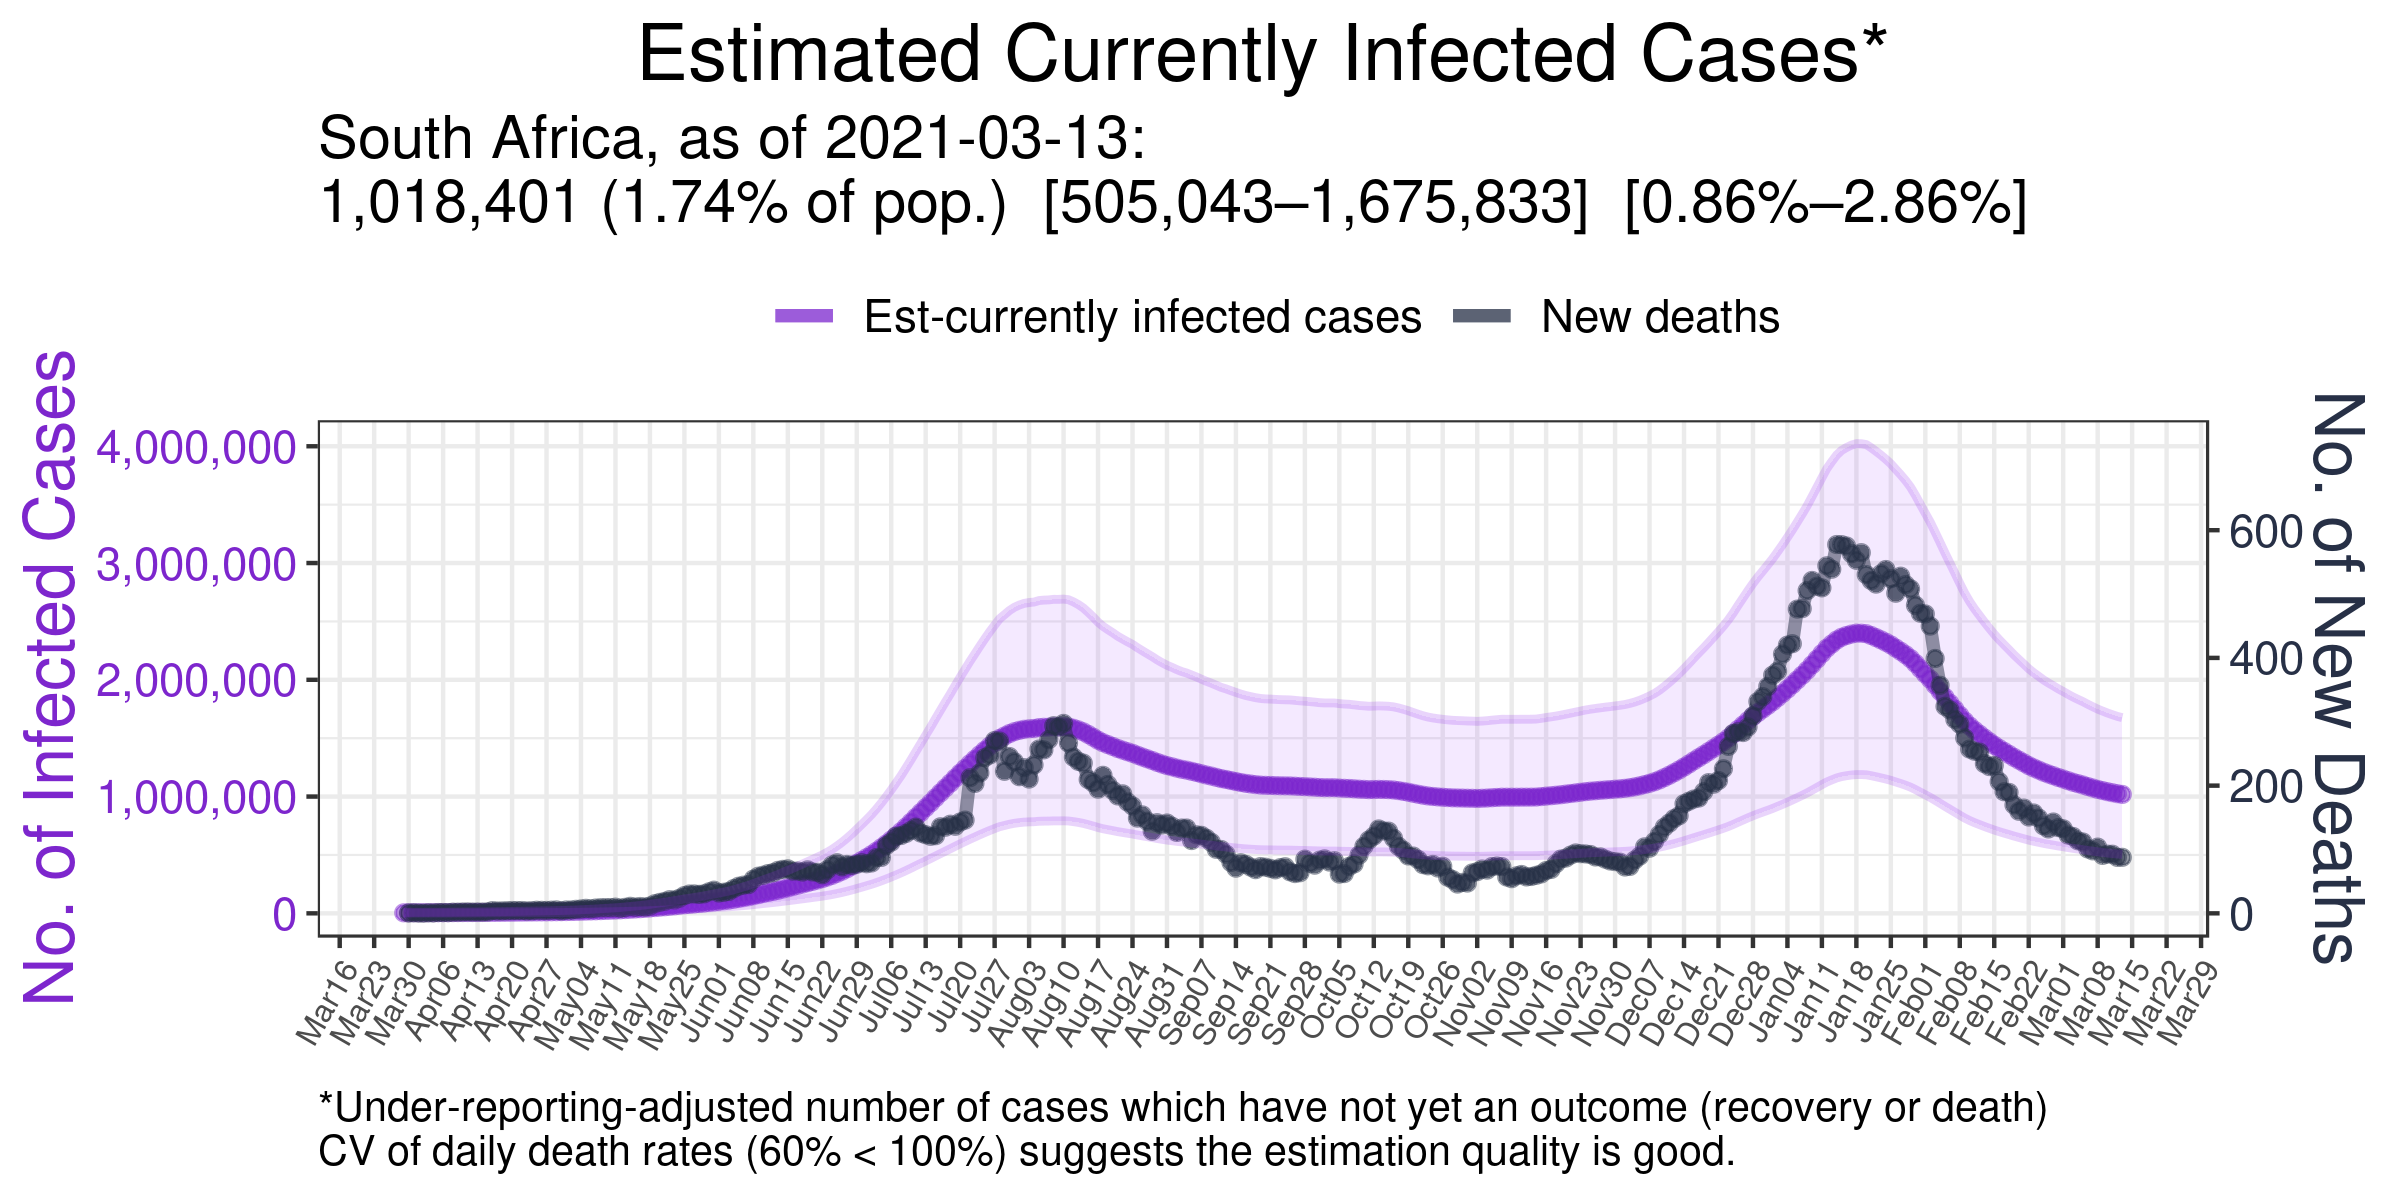 Estimated Currently Infected Cases*
South Africa, as of 2021-03-13:
1,018,401 (1.74% of pop.)  [505,043–1,675,833]  [0.86%–2.86%]
Est-currently infected cases
New deaths
No. of Infected Cases
4,000,000
3,000,000
2,000,000
1,000,000
0
600
400
200
0
No. of New Deaths
Mar16
Mar23
Mar30
Apr06
Apr13
Apr20
Apr27
May04
May11
May18
May25
Jun01
Jun08
Jun15
Jun22
Jun29
Jul06
Jul13
Jul20
Jul27
Aug03
Aug10
Aug17
Aug24
Aug31
Sep07
Sep14
Sep21
Sep28
Oct05
Oct12
Oct19
Oct26
Nov02
Nov09
Nov16
Nov23
Nov30
Dec07
Dec14
Dec21
Dec28
Jan04
Jan11
Jan18
Jan25
Feb01
Feb08
Feb15
Feb22
Mar01
Mar08
Mar15
Mar22
Mar29
*Under-reporting-adjusted number of cases which have not yet an outcome (recovery or death)
CV of daily death rates (60% < 100%) suggests the estimation quality is good.